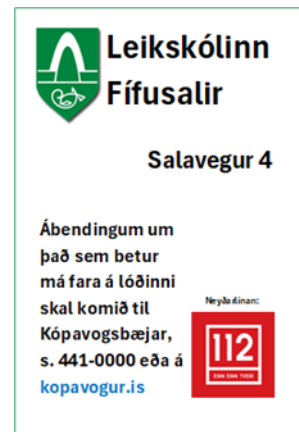 Leikskólinn
Fífusalir
Salavegur 4
Ábendingum um
það sem betur
má fara á lóðinni
skal komið til
Kópavogsbæjar,
s. 441-0000 eða á
kopavogur.is
Neyðarlínan:
112
EINN EINN TVEIR